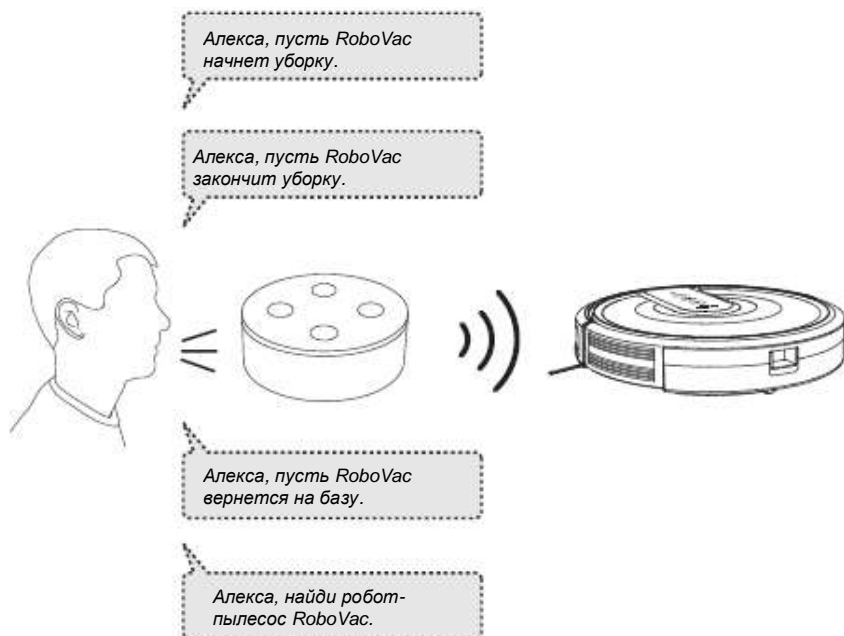 Алекса, пусть RoboVac
начнет уборку.
Алекса, пусть RoboVac
закончит уборку.
Алекса, пусть RoboVac
вернется на базу.
Алекса, найди робот-
пылесос RoboVac.